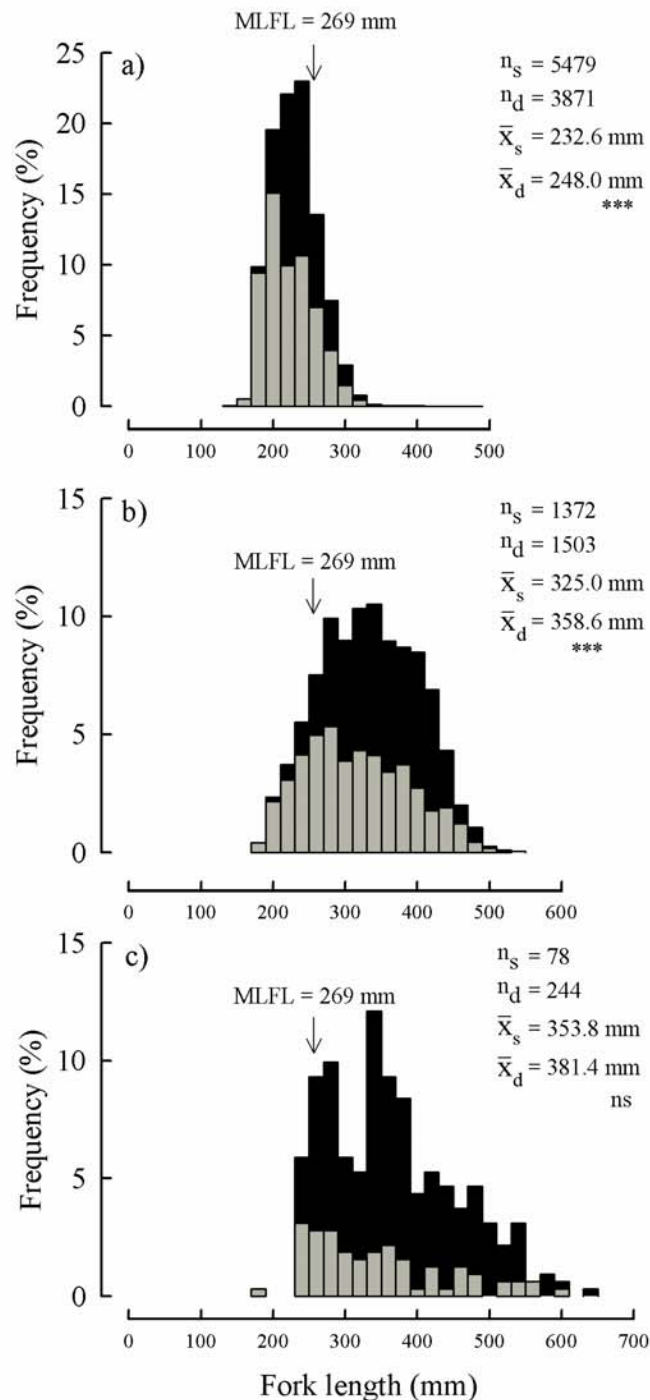 MLFL = 269 mm
a)
n_s = 5479
n_d = 3871
x̄_s = 232.6 mm
x̄_d = 248.0 mm
***
Frequency (%)
25
20
15
10
5
0
0 100 200 300 400 500
b)
n_s = 1372
n_d = 1503
x̄_s = 325.0 mm
x̄_d = 358.6 mm
***
MLFL = 269 mm
Frequency (%)
15
10
5
0
0 100 200 300 400 500 600
c)
n_s = 78
n_d = 244
x̄_s = 353.8 mm
x̄_d = 381.4 mm
ns
MLFL = 269 mm
Frequency (%)
15
10
5
0
0 100 200 300 400 500 600 700
Fork length (mm)